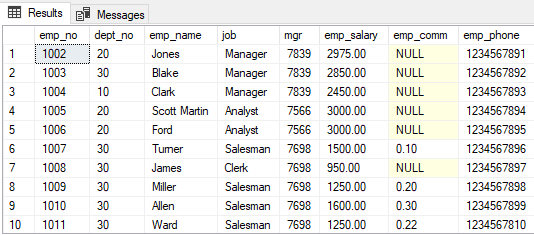 Results Messages
emp_no dept_no emp_name job mgr emp_salary emp_comm emp_phone
1 1002 20 Jones Manager 7839 2975.00 NULL 1234567891
2 1003 30 Blake Manager 7839 2850.00 NULL 1234567892
3 1004 10 Clark Manager 7839 2450.00 NULL 1234567893
4 1005 20 Scott Martin Analyst 7566 3000.00 NULL 1234567894
5 1006 20 Ford Analyst 7566 3000.00 NULL 1234567895
6 1007 30 Turner Salesman 7698 1500.00 0.10 1234567896
7 1008 30 James Clerk 7698 950.00 NULL 1234567897
8 1009 30 Miller Salesman 7698 1250.00 0.20 1234567898
9 1010 30 Allen Salesman 7698 1600.00 0.30 1234567899
10 1011 30 Ward Salesman 7698 1250.00 0.22 1234567810